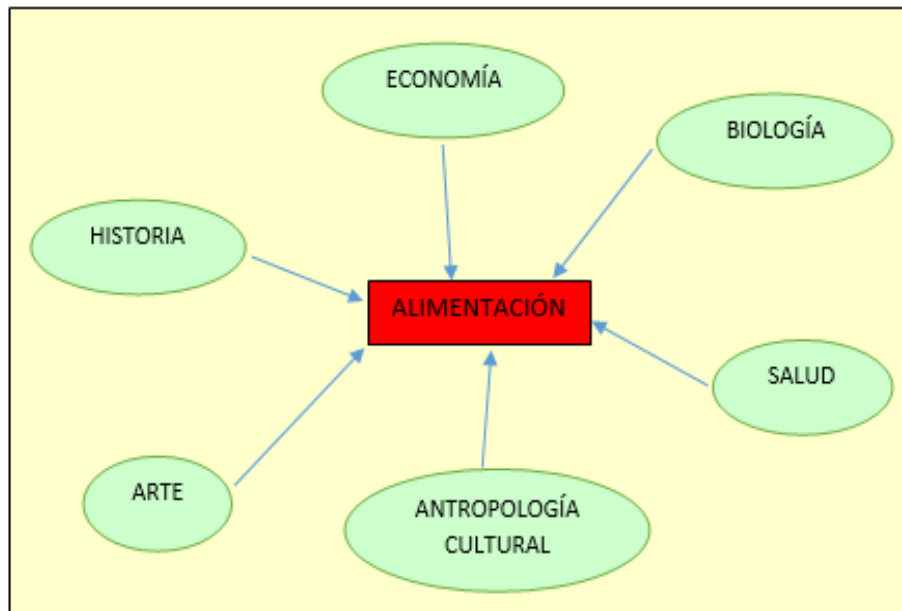 ECONOMÍA
BIOLOGÍA
HISTORIA
ALIMENTACIÓN
SALUD
ARTE
ANTROPOLOGÍA
CULTURAL